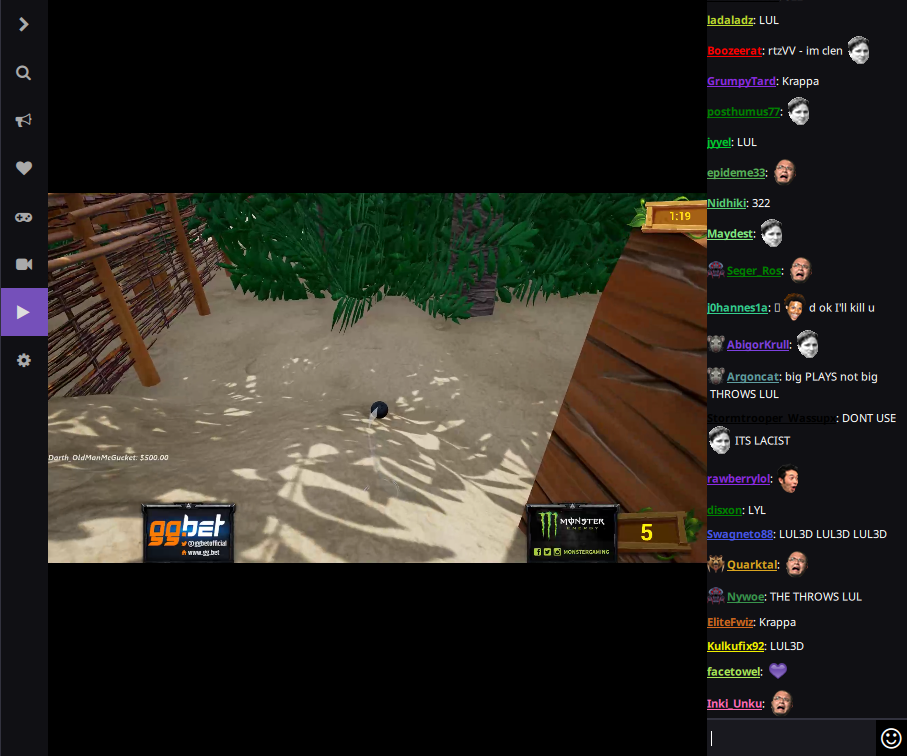 1:19
Darth_OldManMcGucket: $500.00
gg.bet
@ggbetofficial
www.gg.bet
MONSTER
ENERGY
MONSTERGAMING
5
ladaladz: LUL
Boozeerat: rtzVV - im clen
GrumpyTard: Krappa
posthumus77:
jyyel: LUL
epideme33:
Nidhiki: 322
Maydest:
Seger_Ros:
j0hannes1a: d ok I'll kill u
AbigorKrull:
Argoncat: big PLAYS not big
THROWS LUL
Stormtrooper_Wassup: DONT USE
ITS LACIST
rawberrylol:
disxon: LYL
Swagneto88: LUL3D LUL3D LUL3D
Quarktal:
Nywoe: THE THROWS LUL
EliteFwiz: Krappa
Kulkufix92: LUL3D
facetowel:
Inki_Unku: